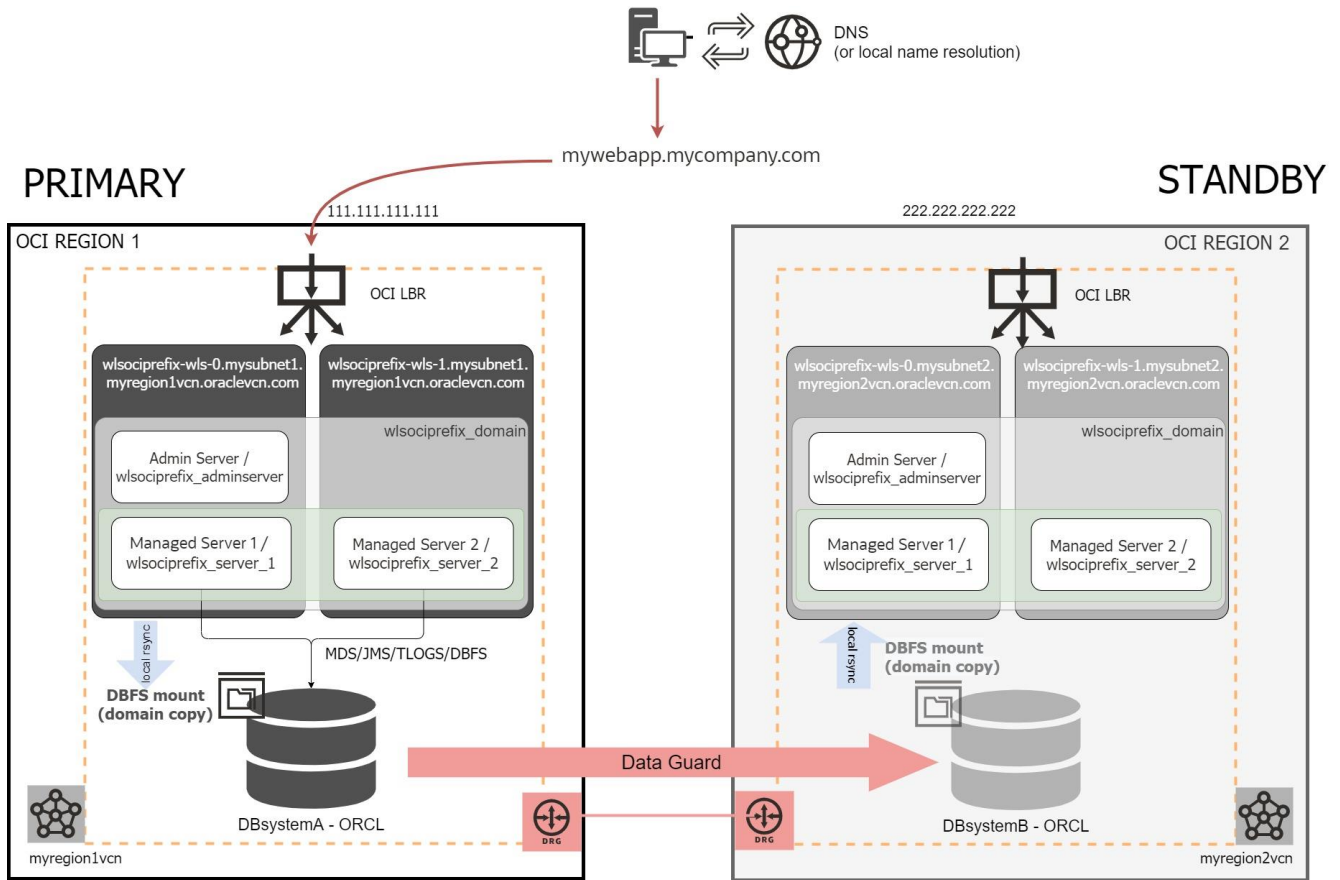 DNS
(or local name resolution)
mywebapp.mycompany.com
PRIMARY
STANDBY
111.111.111.111
222.222.222.222
OCI REGION 1
OCI LBR
wlsociprefix-wls-0.mysubnet1.
myregion1vcn.oraclevcn.com
wlsociprefix-wls-1.mysubnet1.
myregion1vcn.oraclevcn.com
wlsociprefix_domain
Admin Server /
wlsociprefix_adminserver
Managed Server 1 /
wlsociprefix_server_1
Managed Server 2 /
wlsociprefix_server_2
local rsync
MDS/JMS/TLOGS/DBFS
DBFS mount
(domain copy)
DBsystemA - ORCL
myregion1vcn
DRG
Data Guard
OCI REGION 2
OCI LBR
wlsociprefix-wls-0.mysubnet2.
myregion2vcn.oraclevcn.com
wlsociprefix-wls-1.mysubnet2.
myregion2vcn.oraclevcn.com
wlsociprefix_domain
Admin Server /
wlsociprefix_adminserver
Managed Server 1 /
wlsociprefix_server_1
Managed Server 2 /
wlsociprefix_server_2
local rsync
DBFS mount
(domain copy)
DBsystemB - ORCL
DRG
myregion2vcn